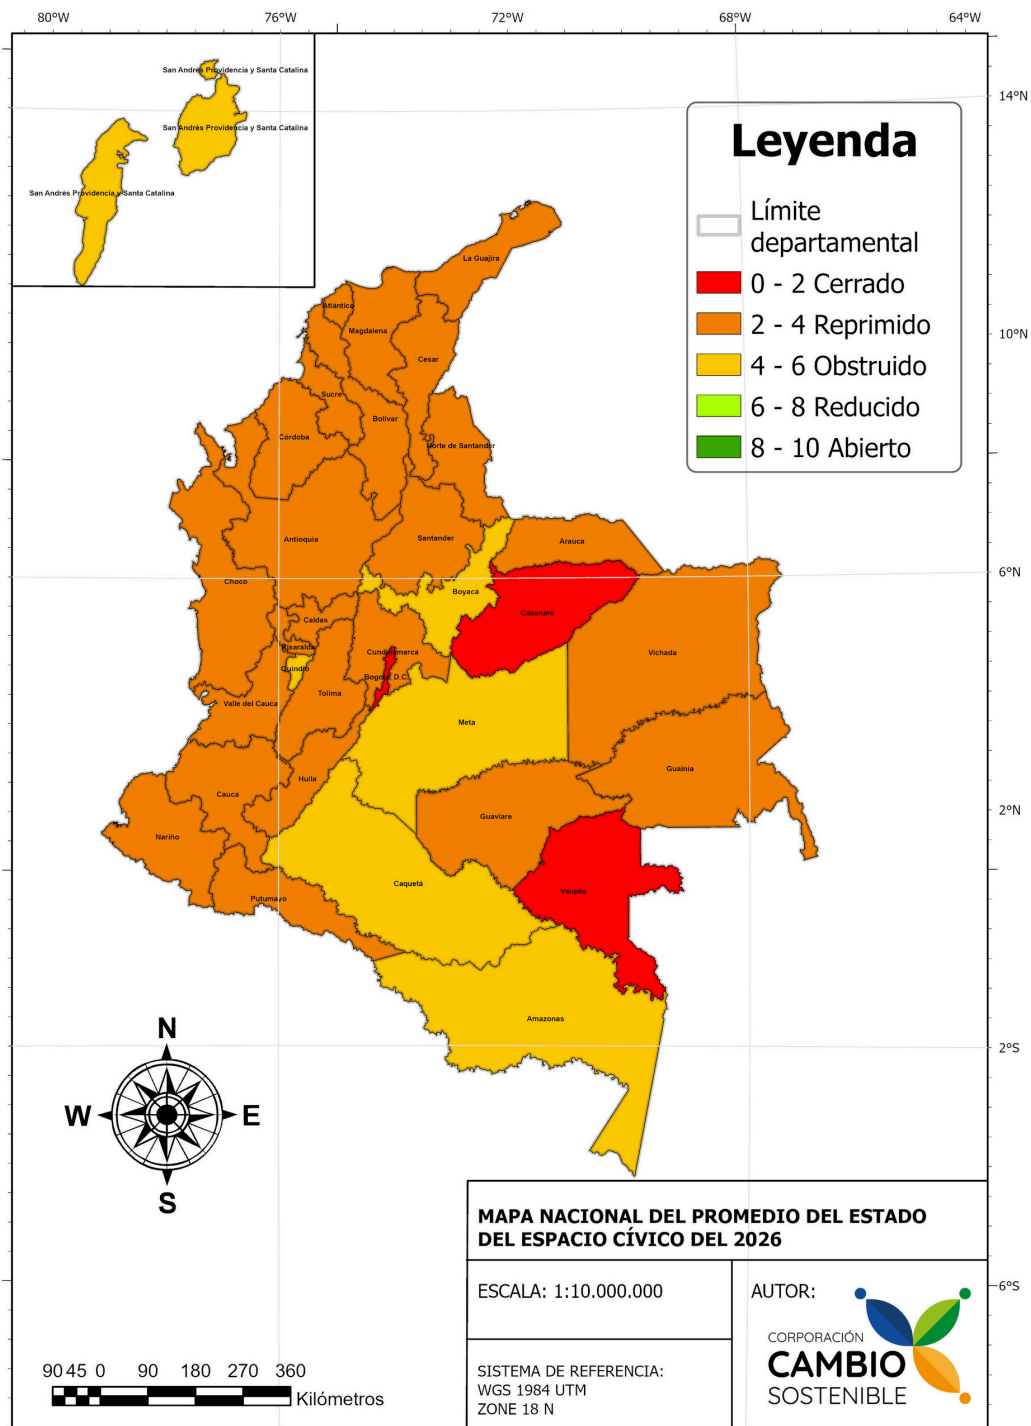 80°W 76°W 72°W 68°W 64°W
San Andrés Providencia y Santa Catalina
San Andrés Providencia y Santa Catalina
San Andrés Providencia y Santa Catalina
14°N
10°N
6°N
2°N
2°S
6°S
Leyenda
Límite
departamental
0 - 2 Cerrado
2 - 4 Reprimido
4 - 6 Obstruido
6 - 8 Reducido
8 - 10 Abierto
La Guajira
Atlántico
Magdalena
Cesar
Sucre
Bolívar
Córdoba
Norte de Santander
Antioquia
Santander
Arauca
Chocó
Boyacá
Casanare
Caldas
Risaralda
Cundinamarca
Vichada
Quindío
Bogotá, D.C.
Tolima
Valle del Cauca
Meta
Guainía
Huila
Cauca
Guaviare
Nariño
Caquetá
Vaupés
Putumayo
Amazonas
N
W E
S
90 45 0 90 180 270 360
Kilómetros
MAPA NACIONAL DEL PROMEDIO DEL ESTADO
DEL ESPACIO CÍVICO DEL 2026
ESCALA: 1:10.000.000
SISTEMA DE REFERENCIA:
WGS 1984 UTM
ZONE 18 N
AUTOR:
CORPORACIÓN
CAMBIO
SOSTENIBLE